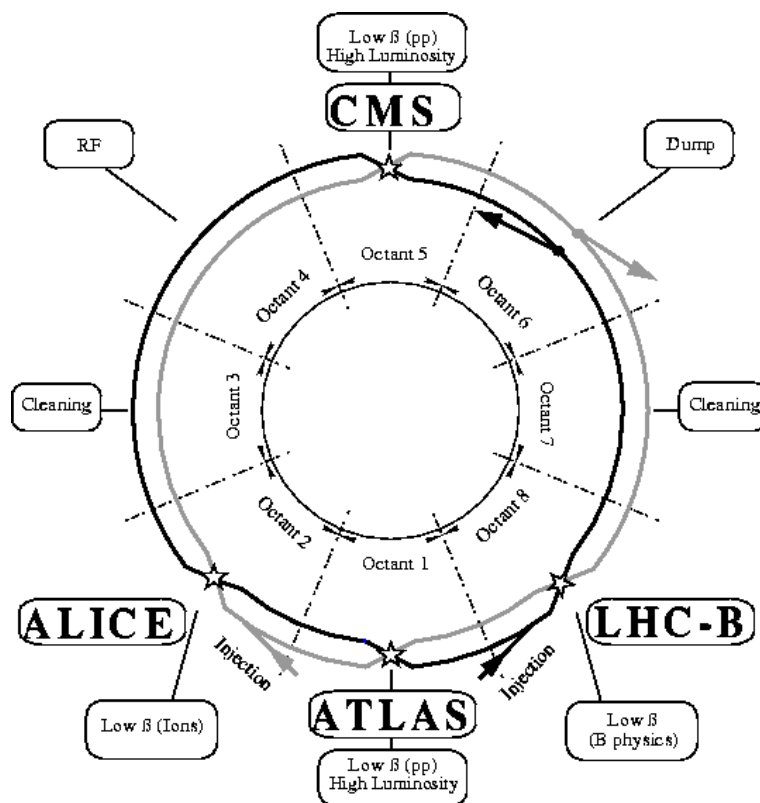 Low ß (pp)
High Luminosity
CMS
RF
Dump
Octant 5
Octant 4
Octant 6
Cleaning
Octant 3
Octant 7
Cleaning
Octant 2
Octant 8
Octant 1
ALICE
LHC-B
Injection
Injection
ATLAS
Low ß (Ions)
Low ß
(B physics)
Low ß (pp)
High Luminosity